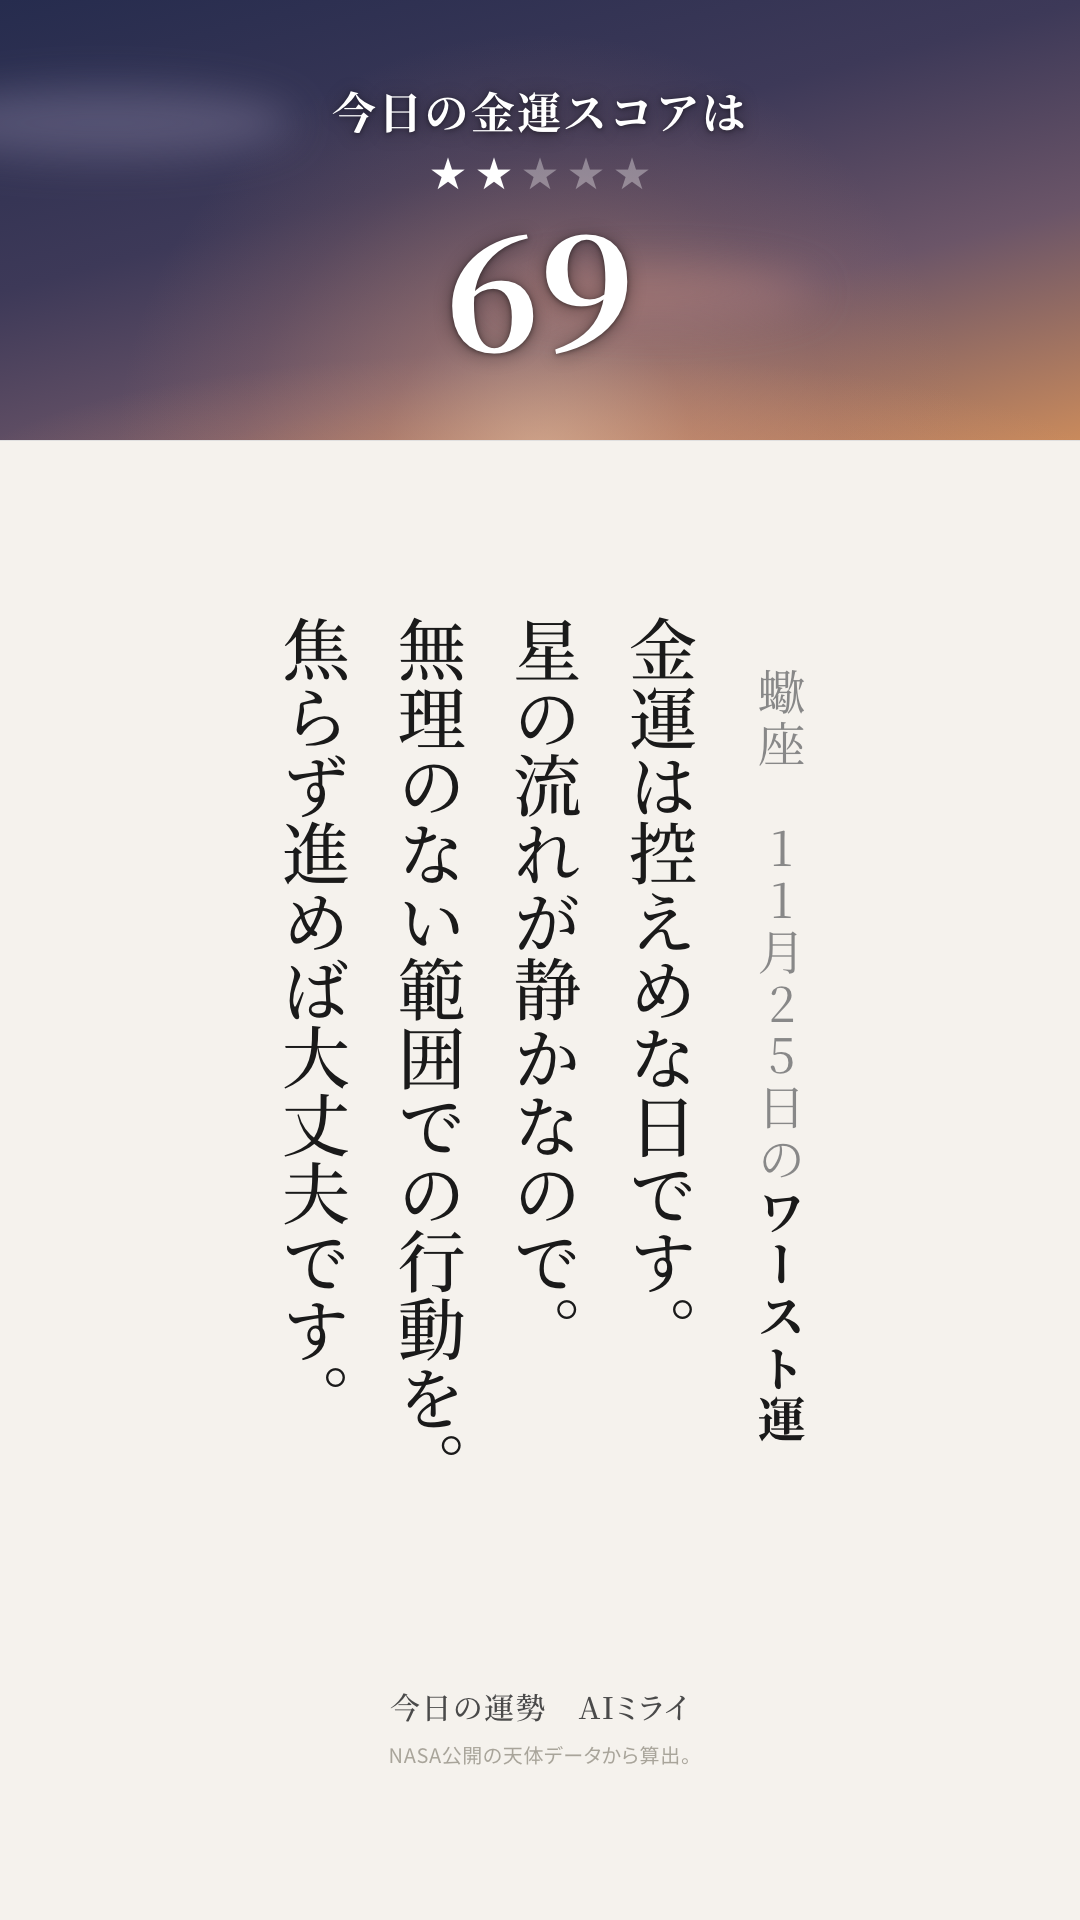 今日の金運スコアは
★★★★★
69
蠍座　11月25日のワースト運
金運は控えめな日です。
星の流れが静かなので。
無理のない範囲での行動を。
焦らず進めば大丈夫です。
今日の運勢　AIミライ
NASA公開の天体データから算出。